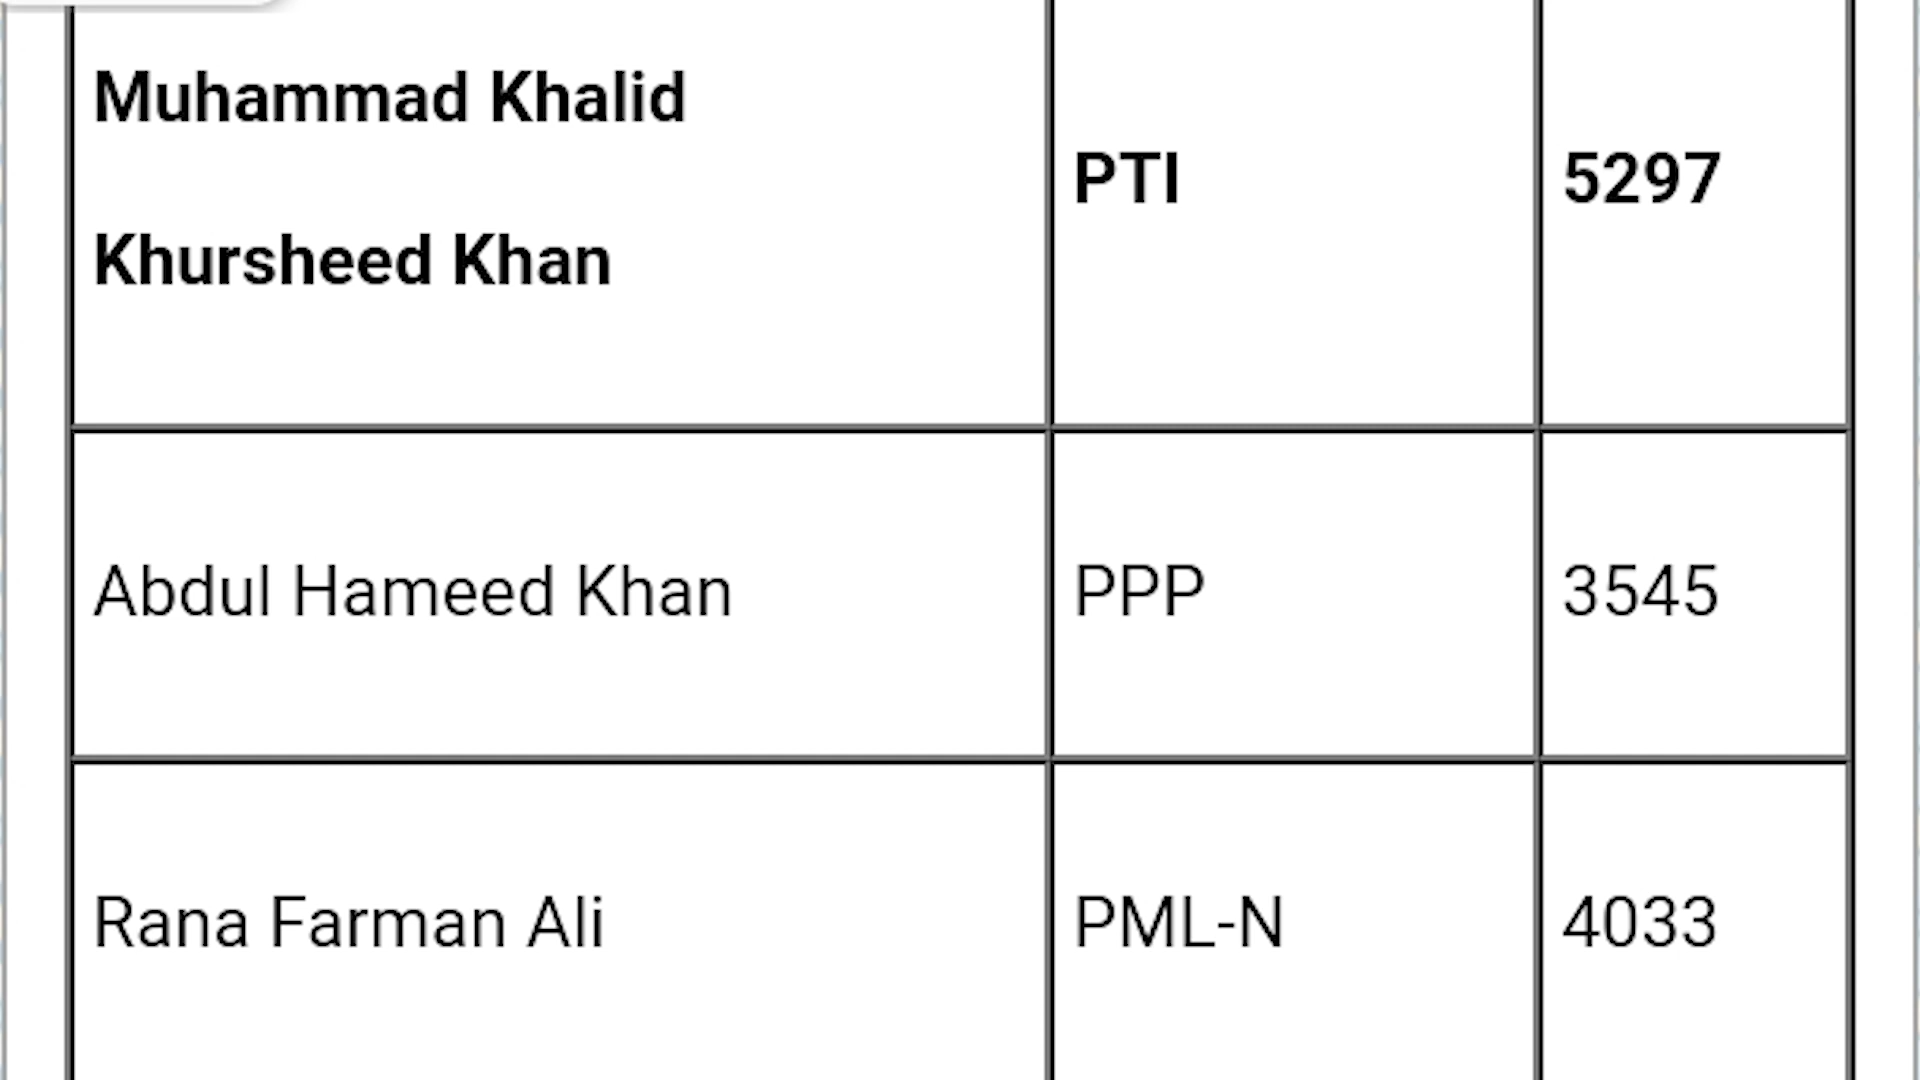 Muhammad Khalid
Khursheed Khan
PTI
5297
Abdul Hameed Khan
PPP
3545
Rana Farman Ali
PML-N
4033